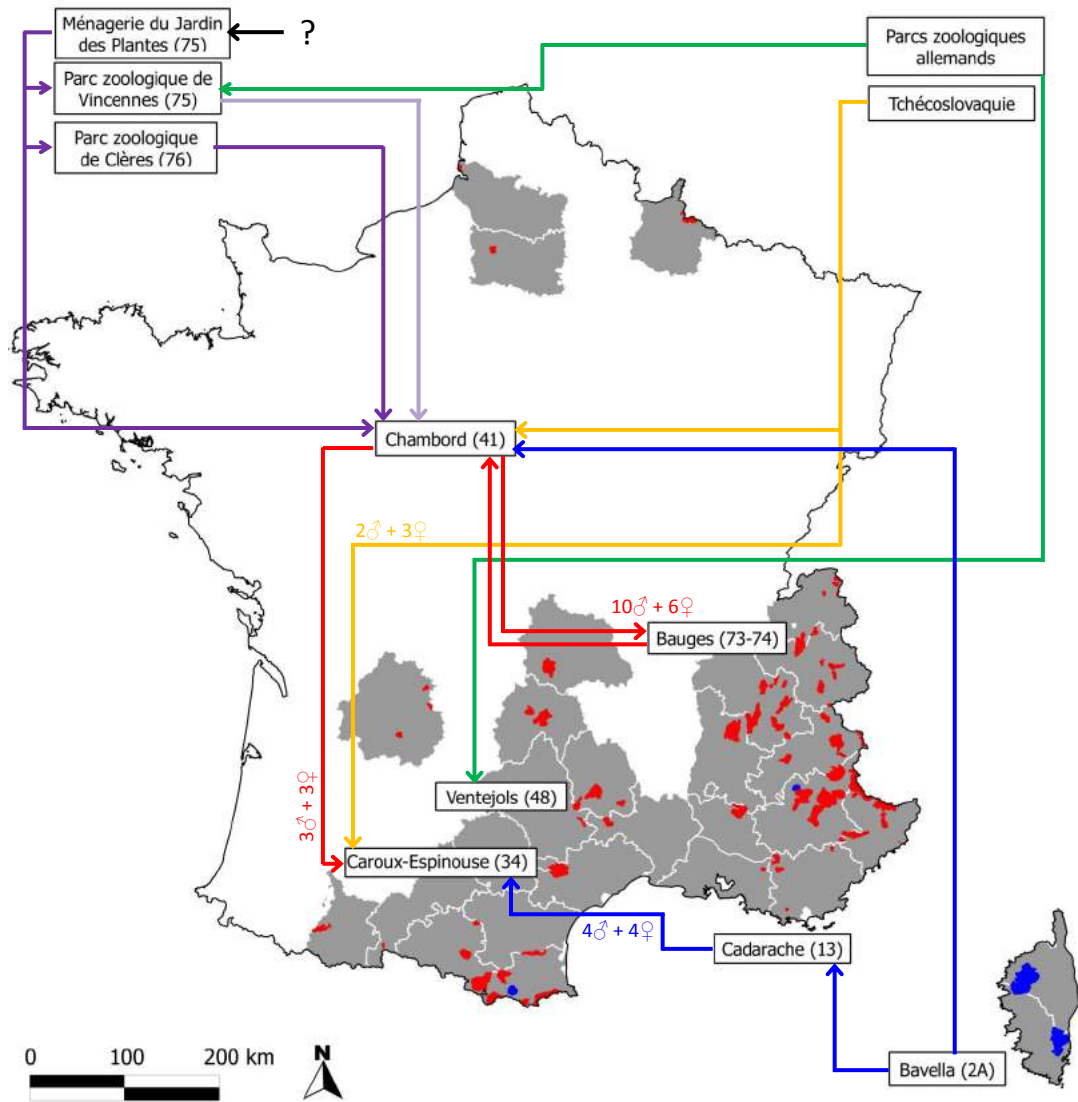 Ménagerie du Jardin
des Plantes (75)
?
Parc zoologique de
Vincennes (75)
Parc zoologique
de Clères (76)
Parcs zoologiques
allemands
Tchécoslovaquie
Chambord (41)
2♂ + 3♀
10♂ + 6♀
Bauges (73-74)
3♂ + 3♀
Ventejols (48)
Caroux-Espinouse (34)
4♂ + 4♀
Cadarache (13)
Bavella (2A)
0 100 200 km
N